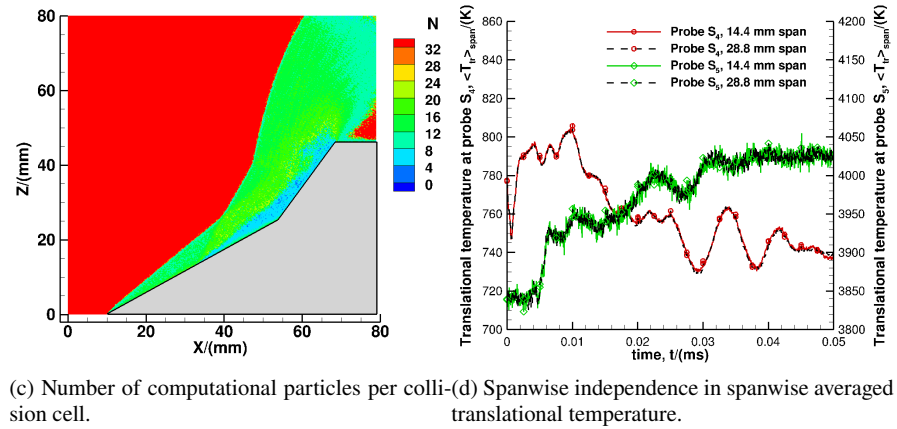 N
32
28
24
20
16
12
8
4
0
80
60
40
20
0
Z/(mm)
0 20 40 60 80
X/(mm)
860
840
820
800
780
760
740
720
700
Translational temperature at probe S4, <Ttr>span/(K)
Probe S4, 14.4 mm span
Probe S4, 28.8 mm span
Probe S5, 14.4 mm span
Probe S5, 28.8 mm span
4200
4150
4100
4050
4000
3950
3900
3850
3800
Translational temperature at probe S5, <Ttr>span/(K)
0 0.01 0.02 0.03 0.04 0.05
time, t/(ms)
(c) Number of computational particles per colli-
sion cell.
(d) Spanwise independence in spanwise averaged
translational temperature.